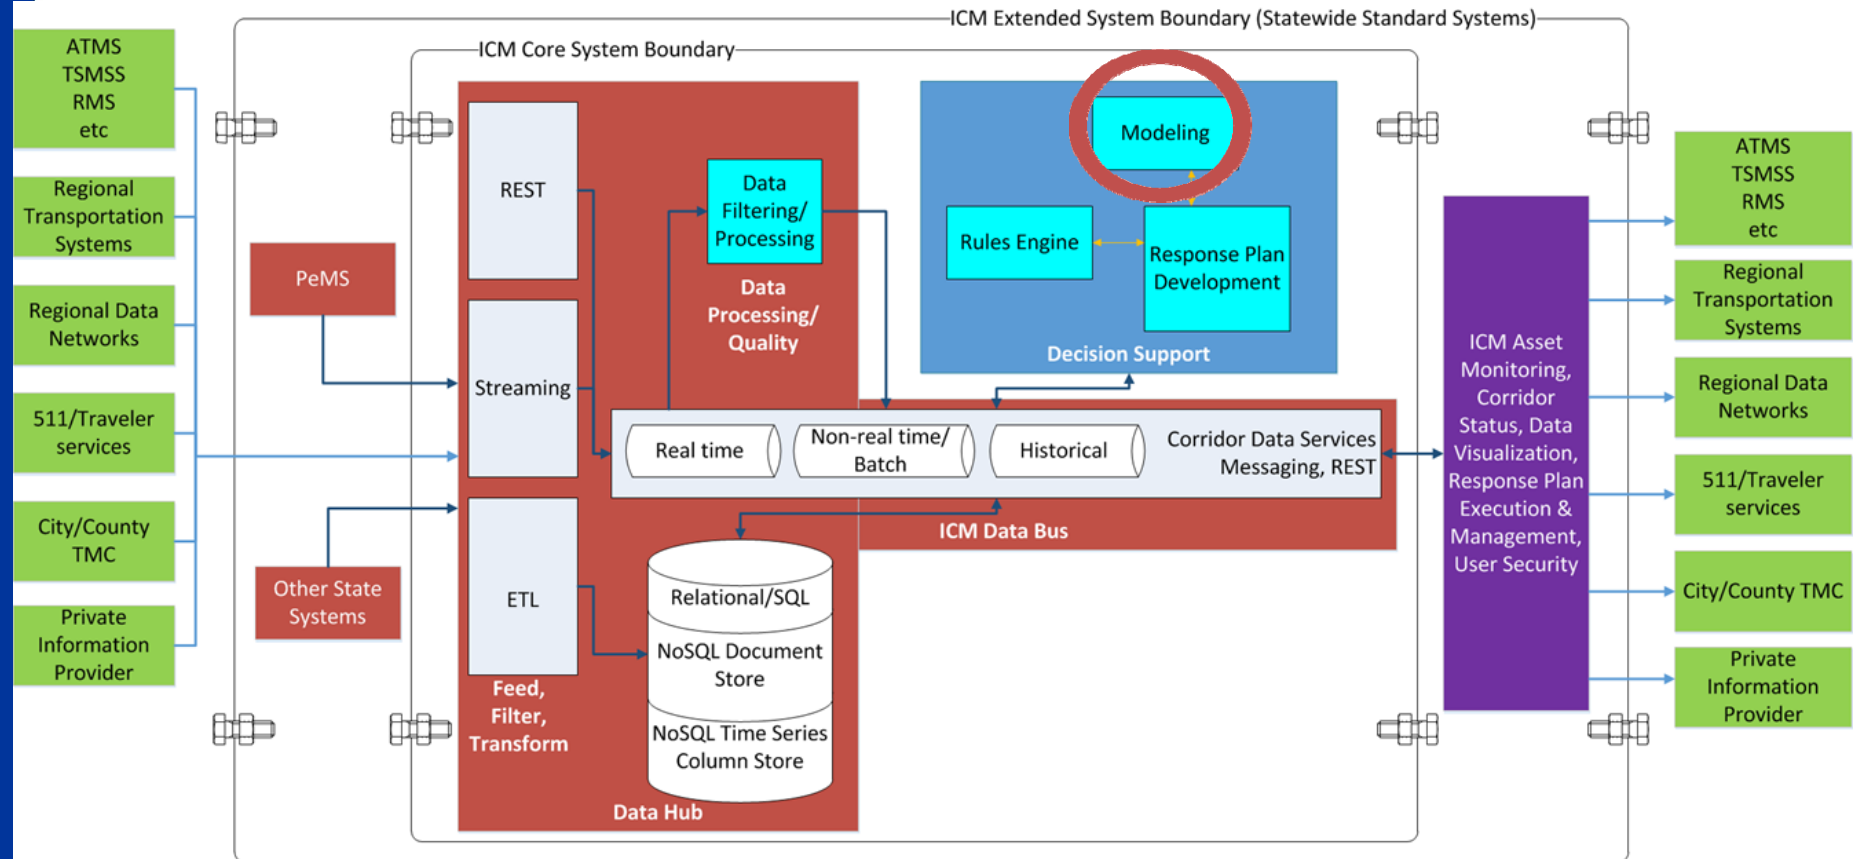 ICM Extended System Boundary (Statewide Standard Systems)
ICM Core System Boundary
ATMS
TSMSS
RMS
etc
Regional
Transportation
Systems
Regional Data
Networks
511/Traveler
services
City/County
TMC
Private
Information
Provider
PeMS
Other State
Systems
REST
Streaming
ETL
Feed,
Filter,
Transform
Data
Filtering/
Processing
Data
Processing/
Quality
Modeling
Rules Engine
Response Plan
Development
Decision Support
Real time
Non-real time/
Batch
Historical
Corridor Data Services
Messaging, REST
ICM Data Bus
Relational/SQL
NoSQL Document
Store
NoSQL Time Series
Column Store
Data Hub
ICM Asset
Monitoring,
Corridor
Status, Data
Visualization,
Response Plan
Execution &
Management,
User Security
ATMS
TSMSS
RMS
etc
Regional
Transportation
Systems
Regional Data
Networks
511/Traveler
services
City/County TMC
Private
Information
Provider